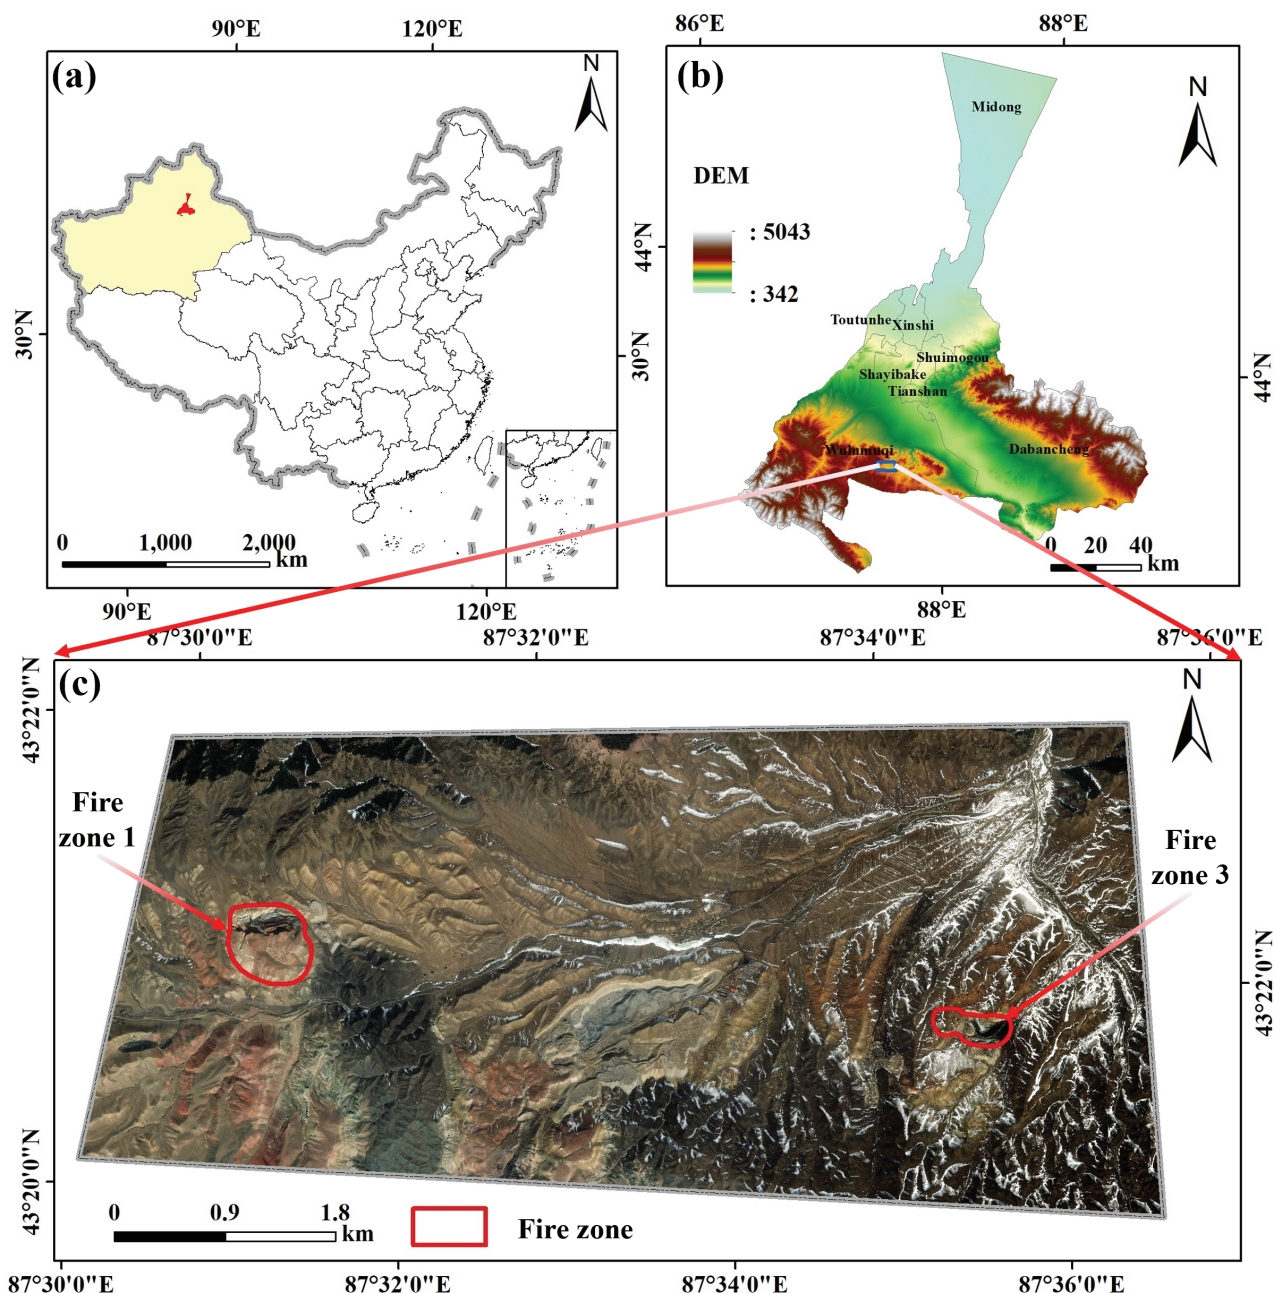 90°E
120°E
86°E
88°E
(a)
N
(b)
N
Midong
DEM
: 5043
: 342
44°N
30°N
30°N
44°N
Toutunhe
Xinshi
Shuimogou
Shayibake
Tianshan
Wulumuqi
Dabancheng
0
1,000
2,000
km
0
20
40
km
90°E
120°E
88°E
87°30'0"E
87°32'0"E
87°34'0"E
87°36'0"E
(c)
N
43°22'0"N
Fire
zone 1
Fire
zone 3
43°22'0"N
43°20'0"N
0
0.9
1.8
km
Fire zone
87°30'0"E
87°32'0"E
87°34'0"E
87°36'0"E